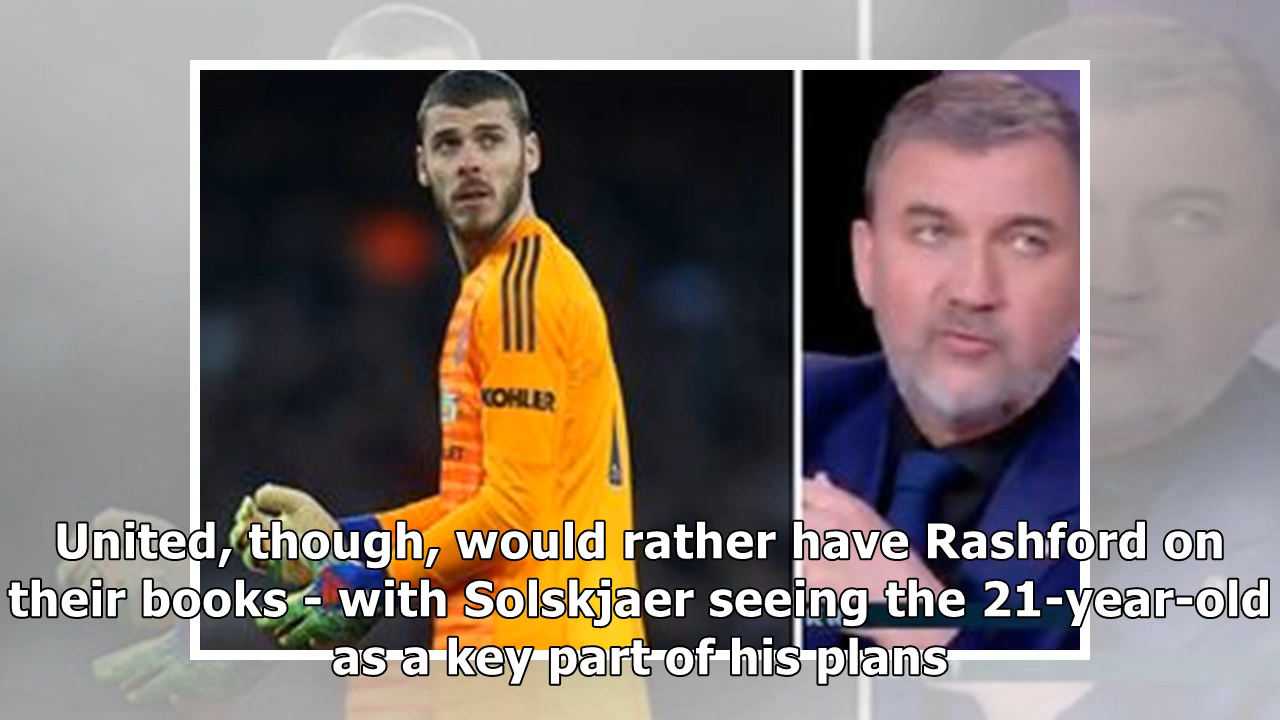 KOHLER
United, though, would rather have Rashford on
their books - with Solskjaer seeing the 21-year-old
as a key part of his plans